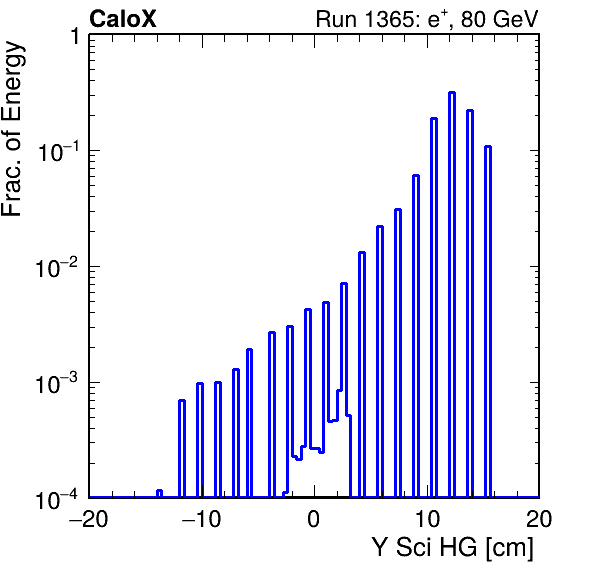 CaloX Run 1365: e⁺, 80 GeV
Frac. of Energy
1
10⁻¹
10⁻²
10⁻³
10⁻⁴
−20 −10 0 10 20
Y Sci HG [cm]